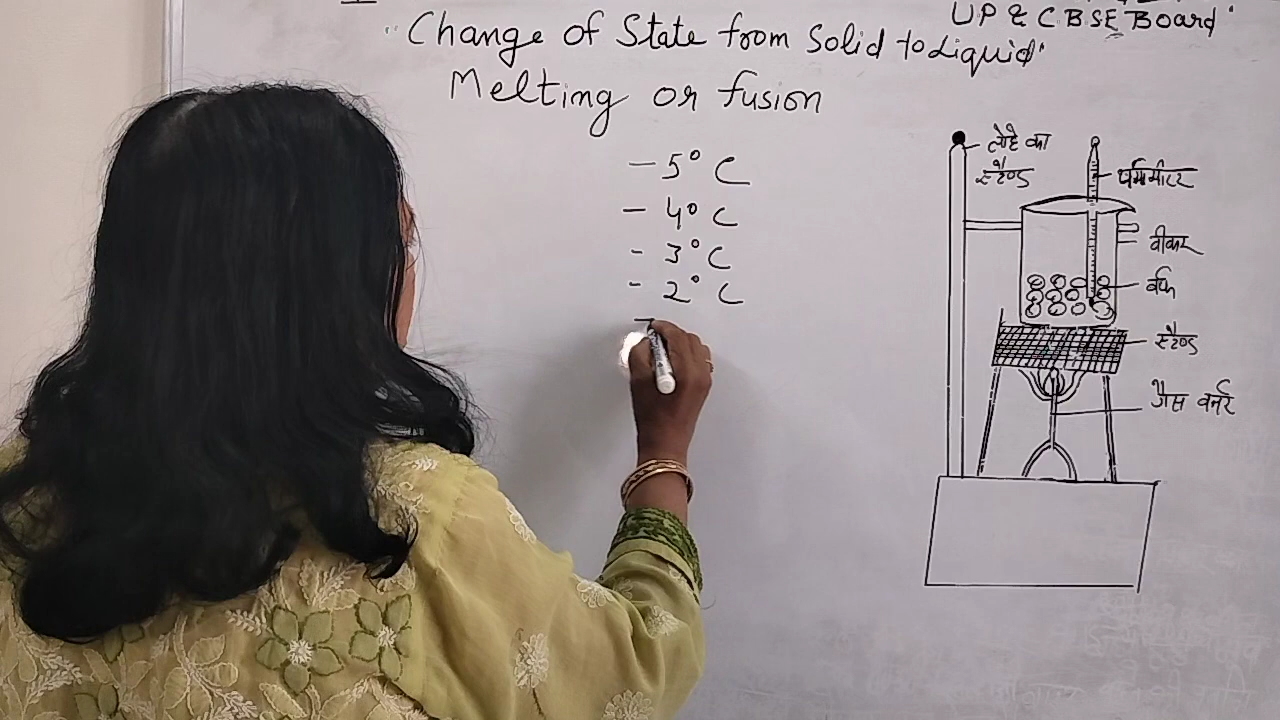 UP & CBSE Board"
"Change of State from Solid to Liquid"
Melting or fusion
- 5° C
- 4° C
- 3° C
- 2° C
-
लोहे का
स्टैण्ड
थर्मामीटर
बीकर
बर्फ
स्टैण्ड
गैस बर्नर